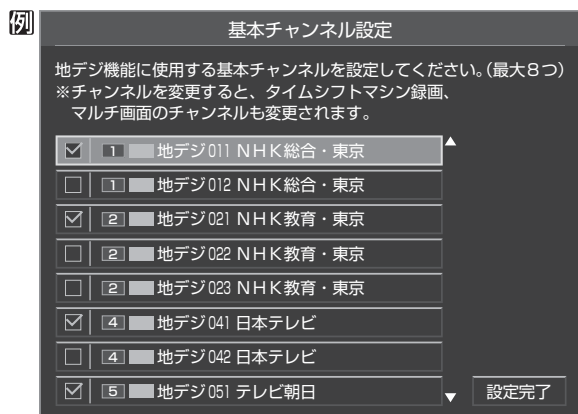 例
基本チャンネル設定
地デジ機能に使用する基本チャンネルを設定してください。(最大８つ)
※チャンネルを変更すると、タイムシフトマシン録画、
マルチ画面のチャンネルも変更されます。
1 地デジ011 ＮＨＫ総合・東京
1 地デジ012 ＮＨＫ総合・東京
2 地デジ021 ＮＨＫ教育・東京
2 地デジ022 ＮＨＫ教育・東京
2 地デジ023 ＮＨＫ教育・東京
4 地デジ041 日本テレビ
4 地デジ042 日本テレビ
5 地デジ051 テレビ朝日
設定完了